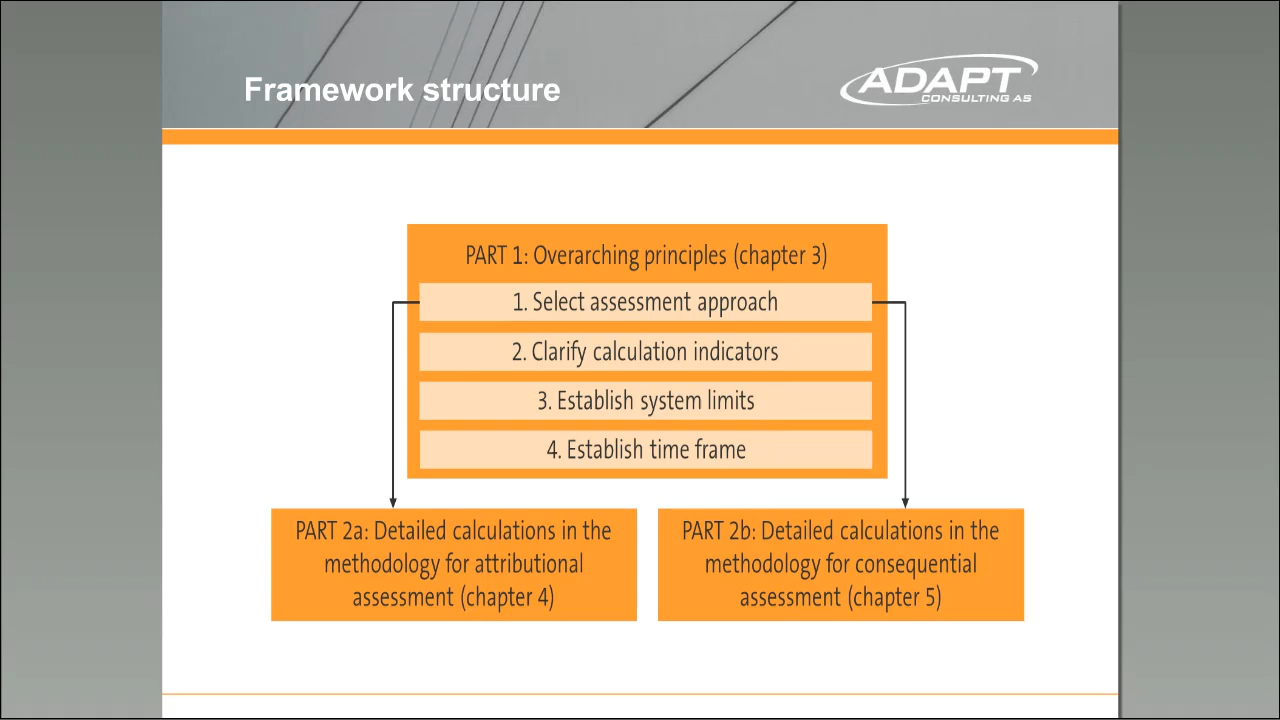 Framework structure
ADAPT
CONSULTING AS
PART 1: Overarching principles (chapter 3)
1. Select assessment approach
2. Clarify calculation indicators
3. Establish system limits
4. Establish time frame
PART 2a: Detailed calculations in the
methodology for attributional
assessment (chapter 4)
PART 2b: Detailed calculations in the
methodology for consequential
assessment (chapter 5)